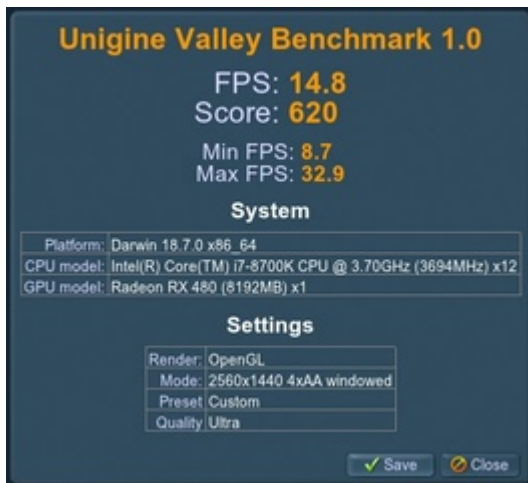 Unigine Valley Benchmark 1.0
FPS: 14.8
Score: 620
Min FPS: 8.7
Max FPS: 32.9
System
Platform: Darwin 18.7.0 x86_64
CPU model: Intel(R) Core(TM) i7-8700K CPU @ 3.70GHz (3694MHz) x12
GPU model: Radeon RX 480 (8192MB) x1
Settings
Render: OpenGL
Mode: 2560x1440 4xAA windowed
Preset Custom
Quality Ultra
Save Close